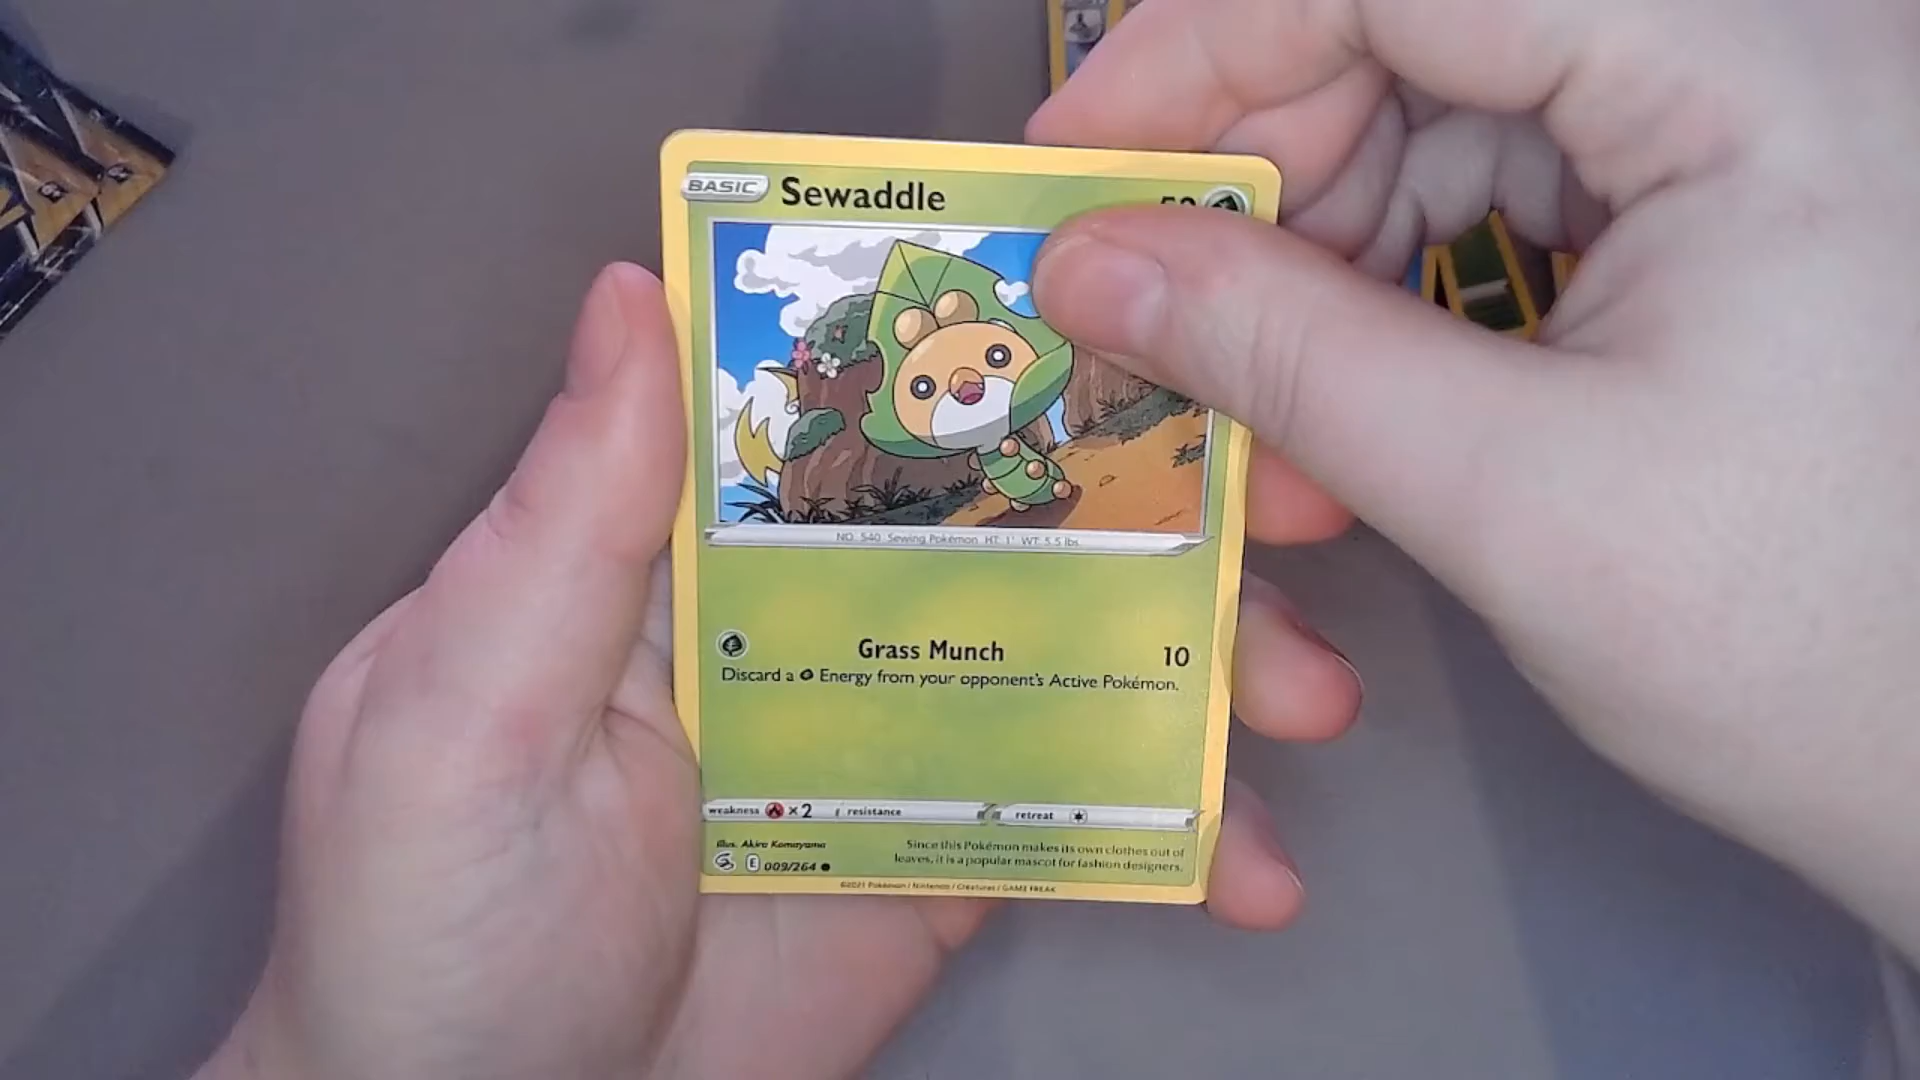 BASIC Sewaddle
NO. 540 Sewing Pokémon HT: 1' WT: 5.5 lbs.
Grass Munch 10
Discard a Energy from your opponent's Active Pokémon.
weakness ×2 resistance retreat
Illus. Akira Komayama
Since this Pokémon makes its own clothes out of
leaves, it is a popular mascot for fashion designers.
E 009/264
©2021 Pokémon / Nintendo / Creatures / GAME FREAK